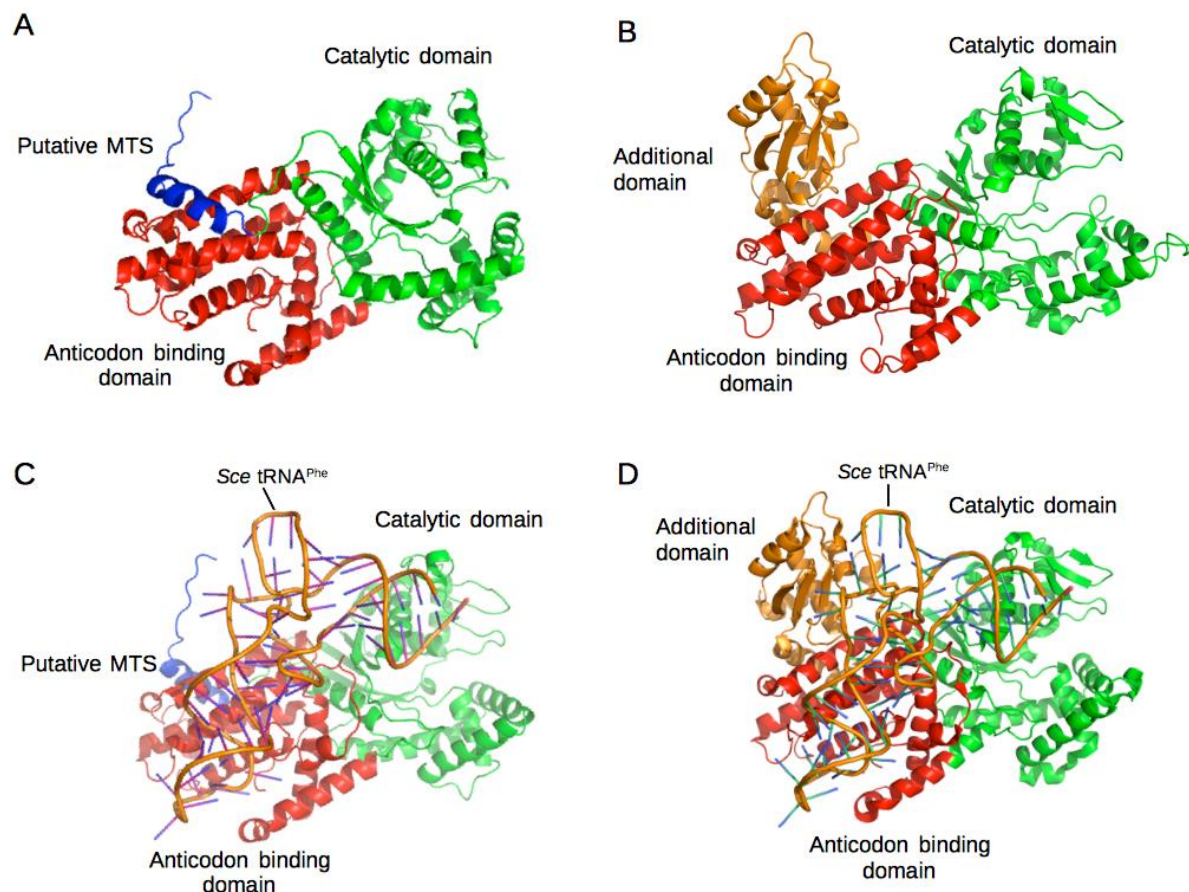 A
Catalytic domain
Putative MTS
Anticodon binding
domain
B
Catalytic domain
Additional
domain
Anticodon binding
domain
C
Sce tRNAPhe
Catalytic domain
Putative MTS
Anticodon binding
domain
D
Sce tRNAPhe
Additional
domain
Catalytic domain
Anticodon binding
domain